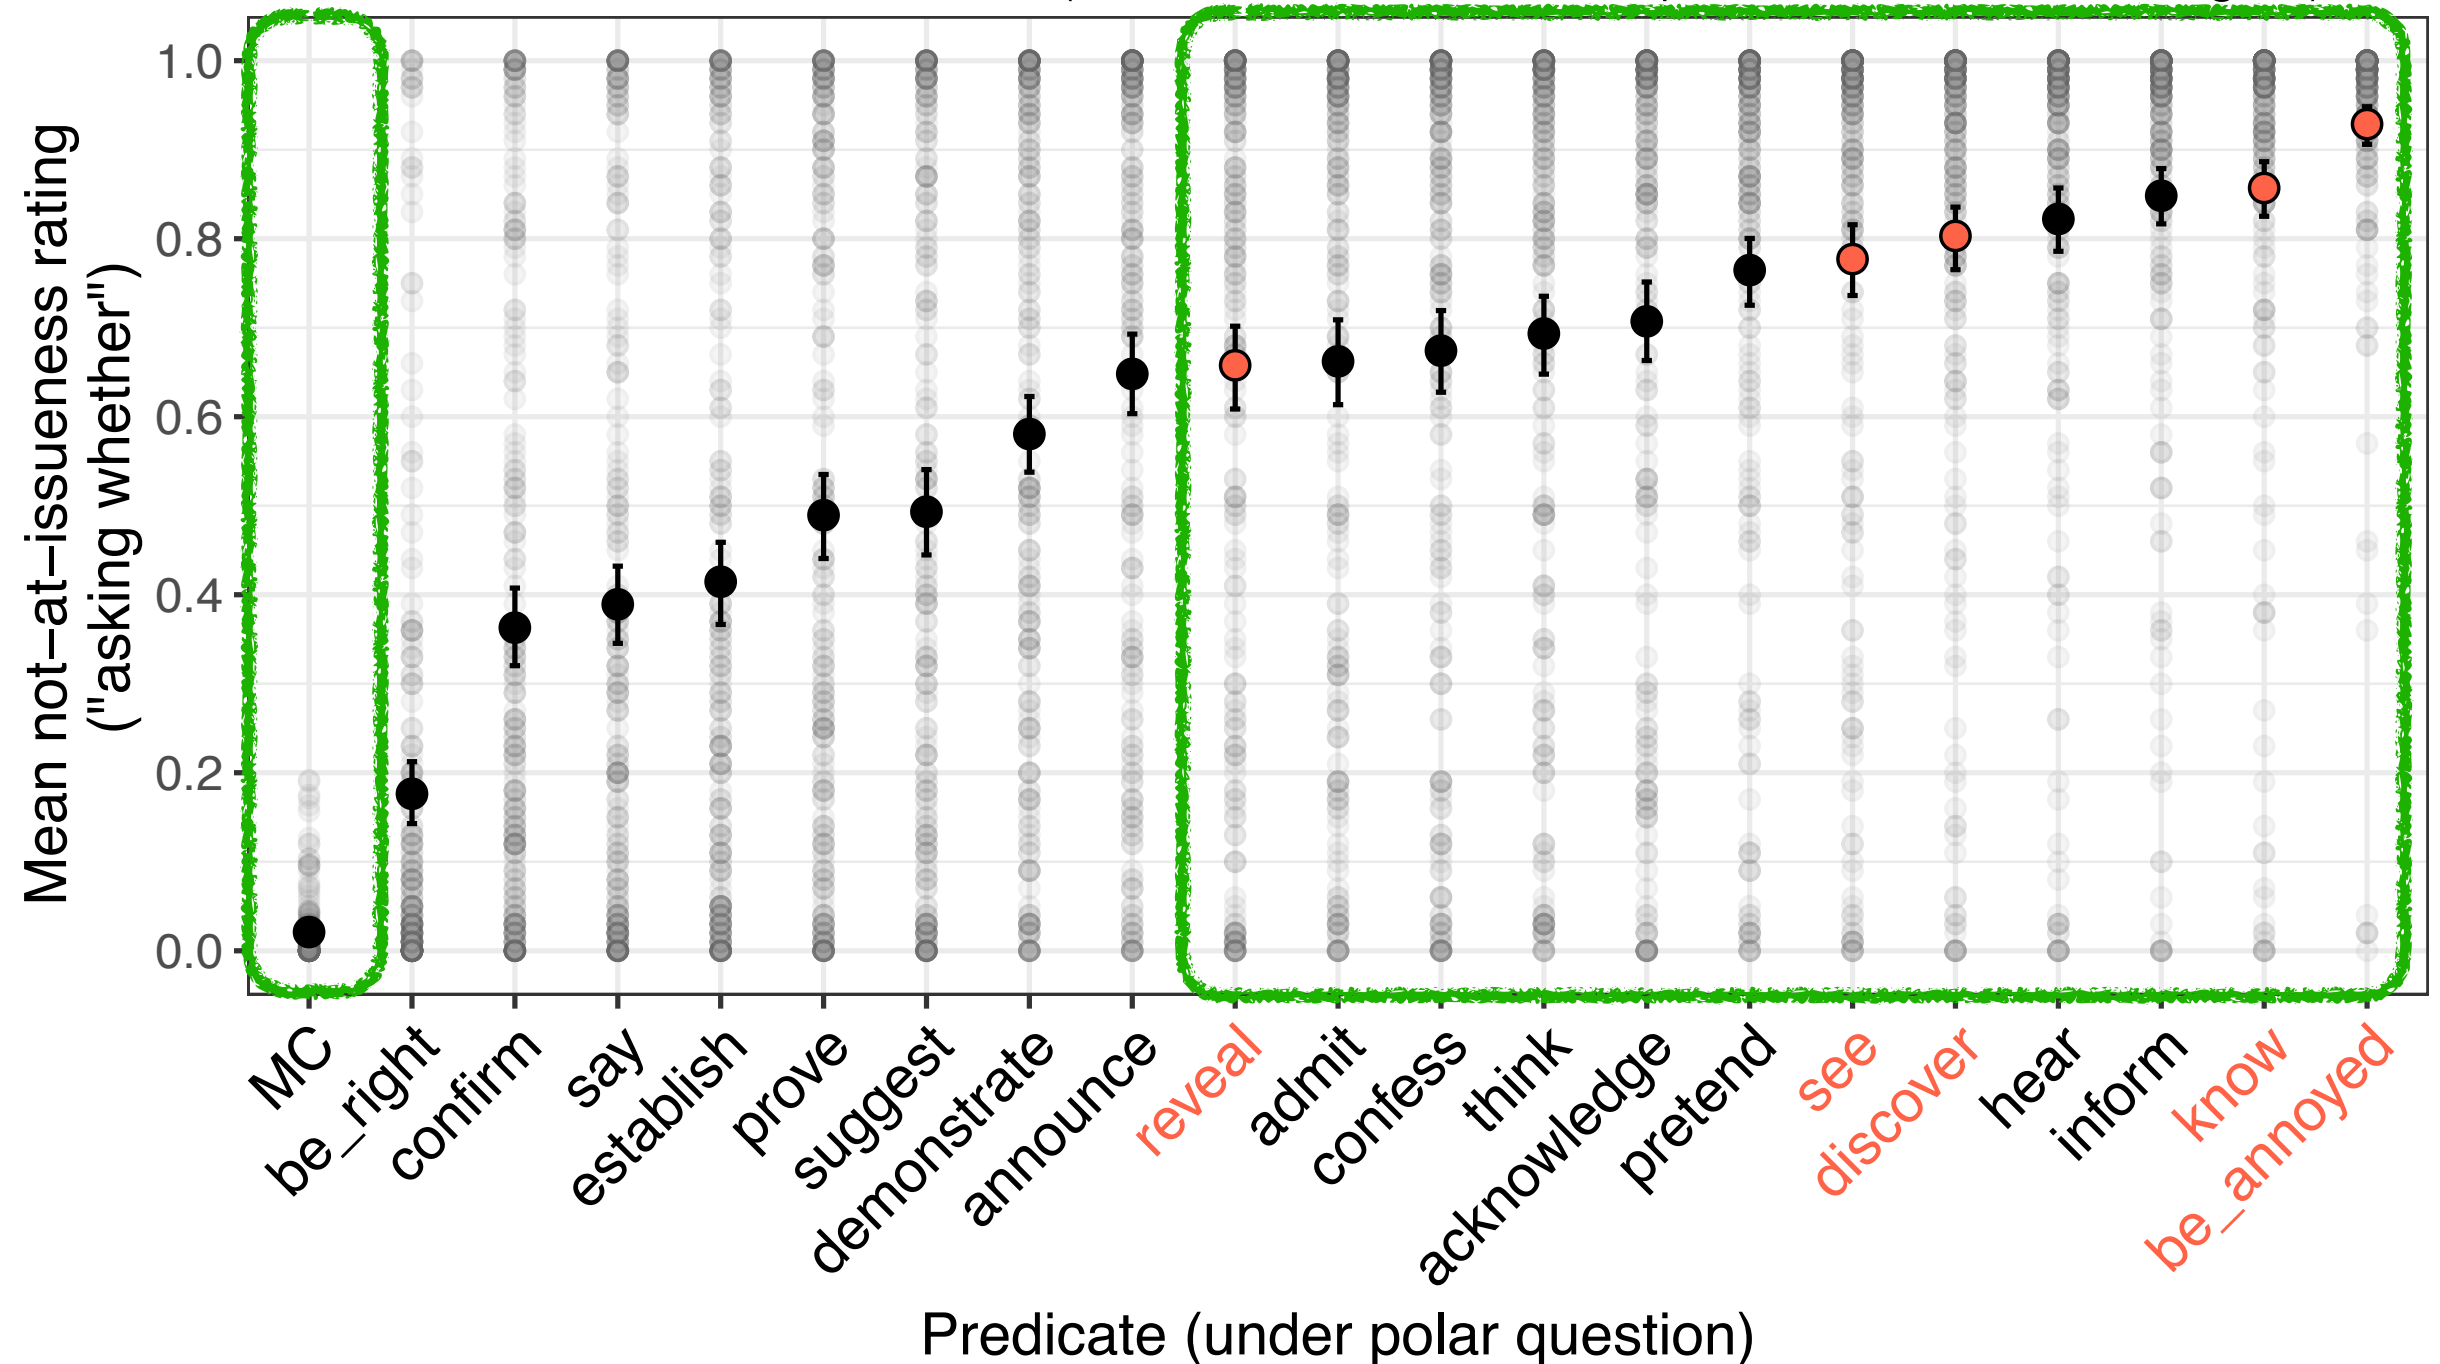 Mean not−at−issueness rating
("asking whether")
1.0
0.8
0.6
0.4
0.2
0.0
MC
be_right
confirm
say
establish
prove
suggest
demonstrate
announce
reveal
admit
confess
think
acknowledge
pretend
see
discover
hear
inform
know
be_annoyed
Predicate (under polar question)